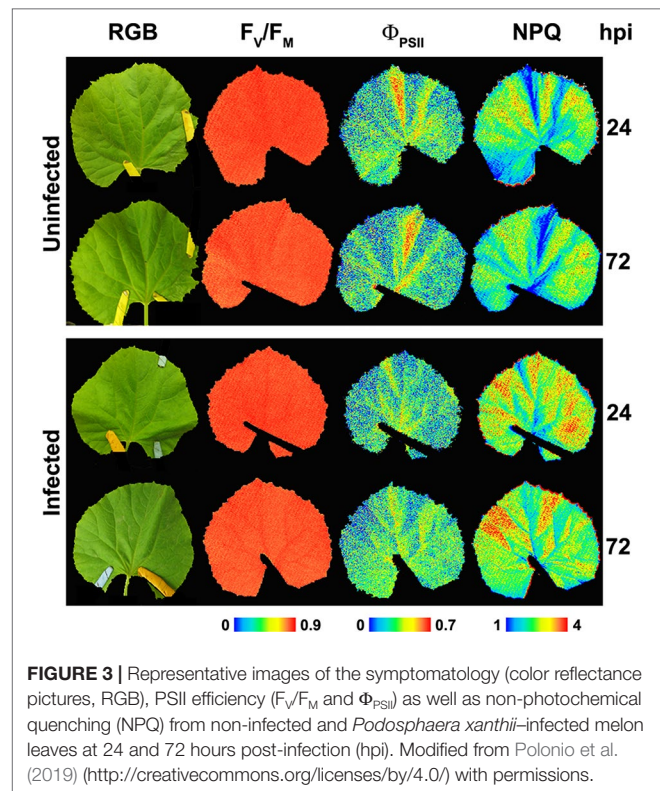 RGB Fᵥ/Fₘ Φ_PSII NPQ hpi
Uninfected
24
72
Infected
24
72
0 0.9 0 0.7 1 4
FIGURE 3 | Representative images of the symptomatology (color reflectance
pictures, RGB), PSII efficiency (Fᵥ/Fₘ and Φ_PSII) as well as non-photochemical
quenching (NPQ) from non-infected and Podosphaera xanthii–infected melon
leaves at 24 and 72 hours post-infection (hpi). Modified from Polonio et al.
(2019) (http://creativecommons.org/licenses/by/4.0/) with permissions.